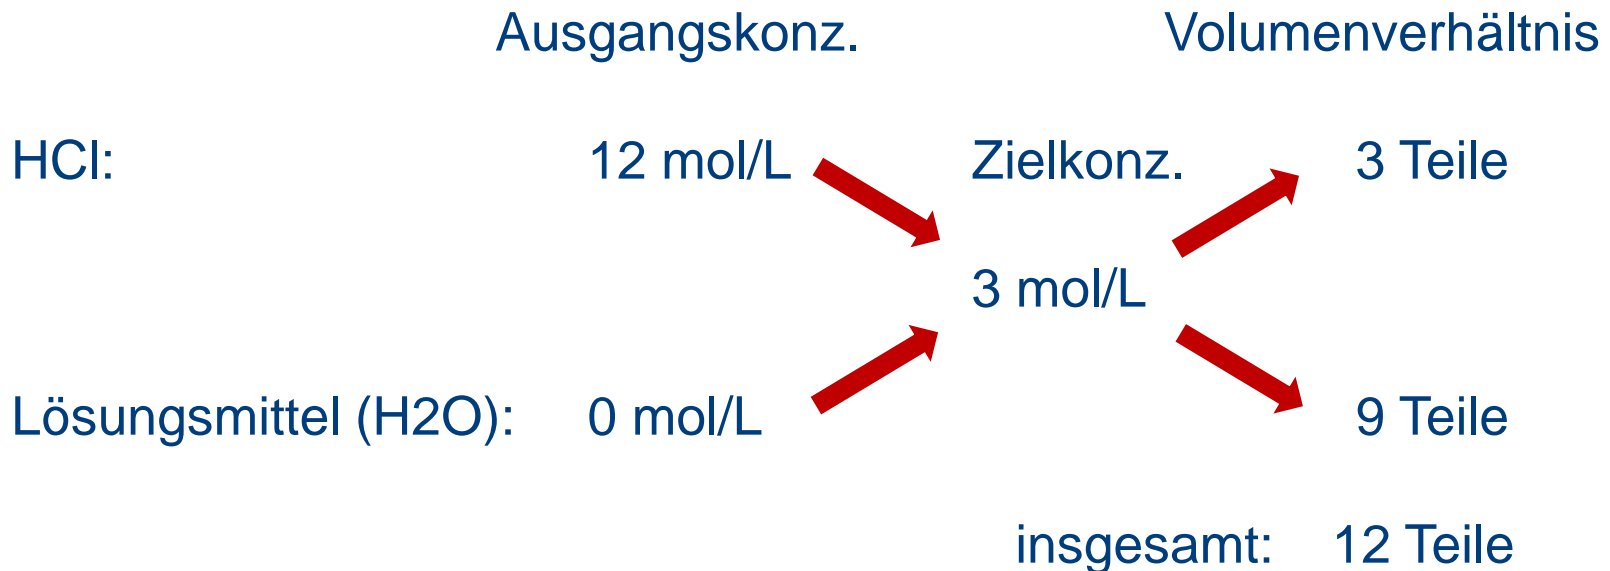 Ausgangskonz. Volumenverhältnis
HCl: 12 mol/L Zielkonz. 3 Teile
3 mol/L
Lösungsmittel (H2O): 0 mol/L 9 Teile
insgesamt: 12 Teile